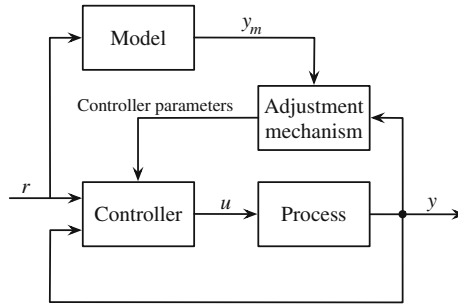 Model
y_m
Controller parameters
Adjustment
mechanism
r
Controller
u
Process
y